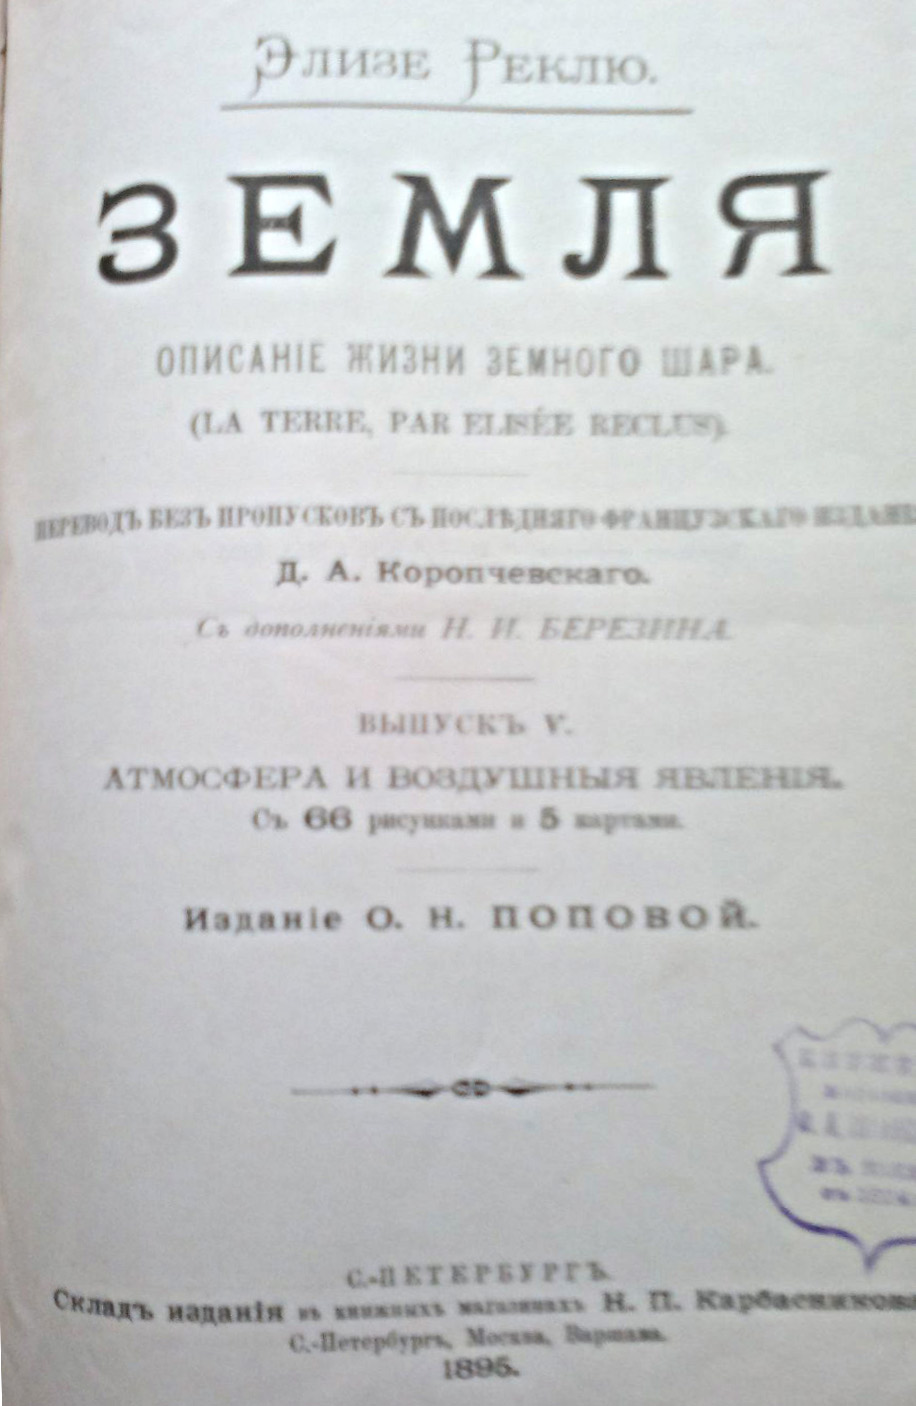 Элизе Реклю.
ЗЕМЛЯ
ОПИСАНІЕ ЖИЗНИ ЗЕМНОГО ШАРА.
(LA TERRE, PAR ELISÉE RECLUS).
ПЕРЕВОДЪ БЕЗЪ ПРОПУСКОВЪ СЪ ПОСЛѢДНЯГО ФРАНЦУЗСКАГО ИЗДАНІ
Д. А. Коропчевскаго.
Съ дополненіями Н. И. БЕРЕЗИНА.
ВЫПУСКЪ V.
АТМОСФЕРА И ВОЗДУШНЫЯ ЯВЛЕНІЯ.
Съ 66 рисунками и 5 картами.
Изданіе О. Н. ПОПОВОЙ.
С.-ПЕТЕРБУРГЪ.
Складъ изданія въ книжныхъ магазинахъ Н. П. Карбасникова
С.-Петербургъ, Москва, Варшава.
1895.